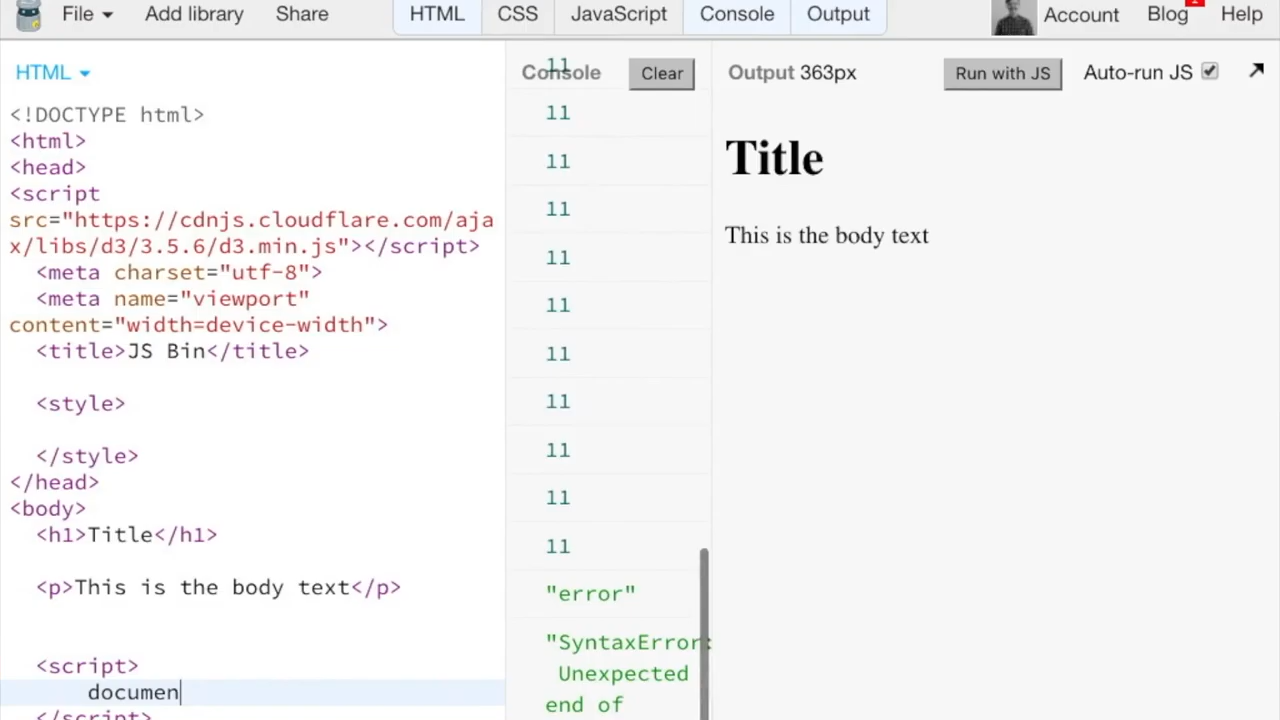 File Add library Share HTML CSS JavaScript Console Output Account Blog 1 Help
HTML
<!DOCTYPE html>
<html>
<head>
<script
src="https://cdnjs.cloudflare.com/aja
x/libs/d3/3.5.6/d3.min.js"></script>
<meta charset="utf-8">
<meta name="viewport"
content="width=device-width">
<title>JS Bin</title>
<style>
</style>
</head>
<body>
<h1>Title</h1>
<p>This is the body text</p>
<script>
documen
</script>
Console Clear
11
11
11
11
11
11
11
11
11
11
11
"error"
"SyntaxError:
Unexpected
end of
Output 363px Run with JS Auto-run JS
Title
This is the body text